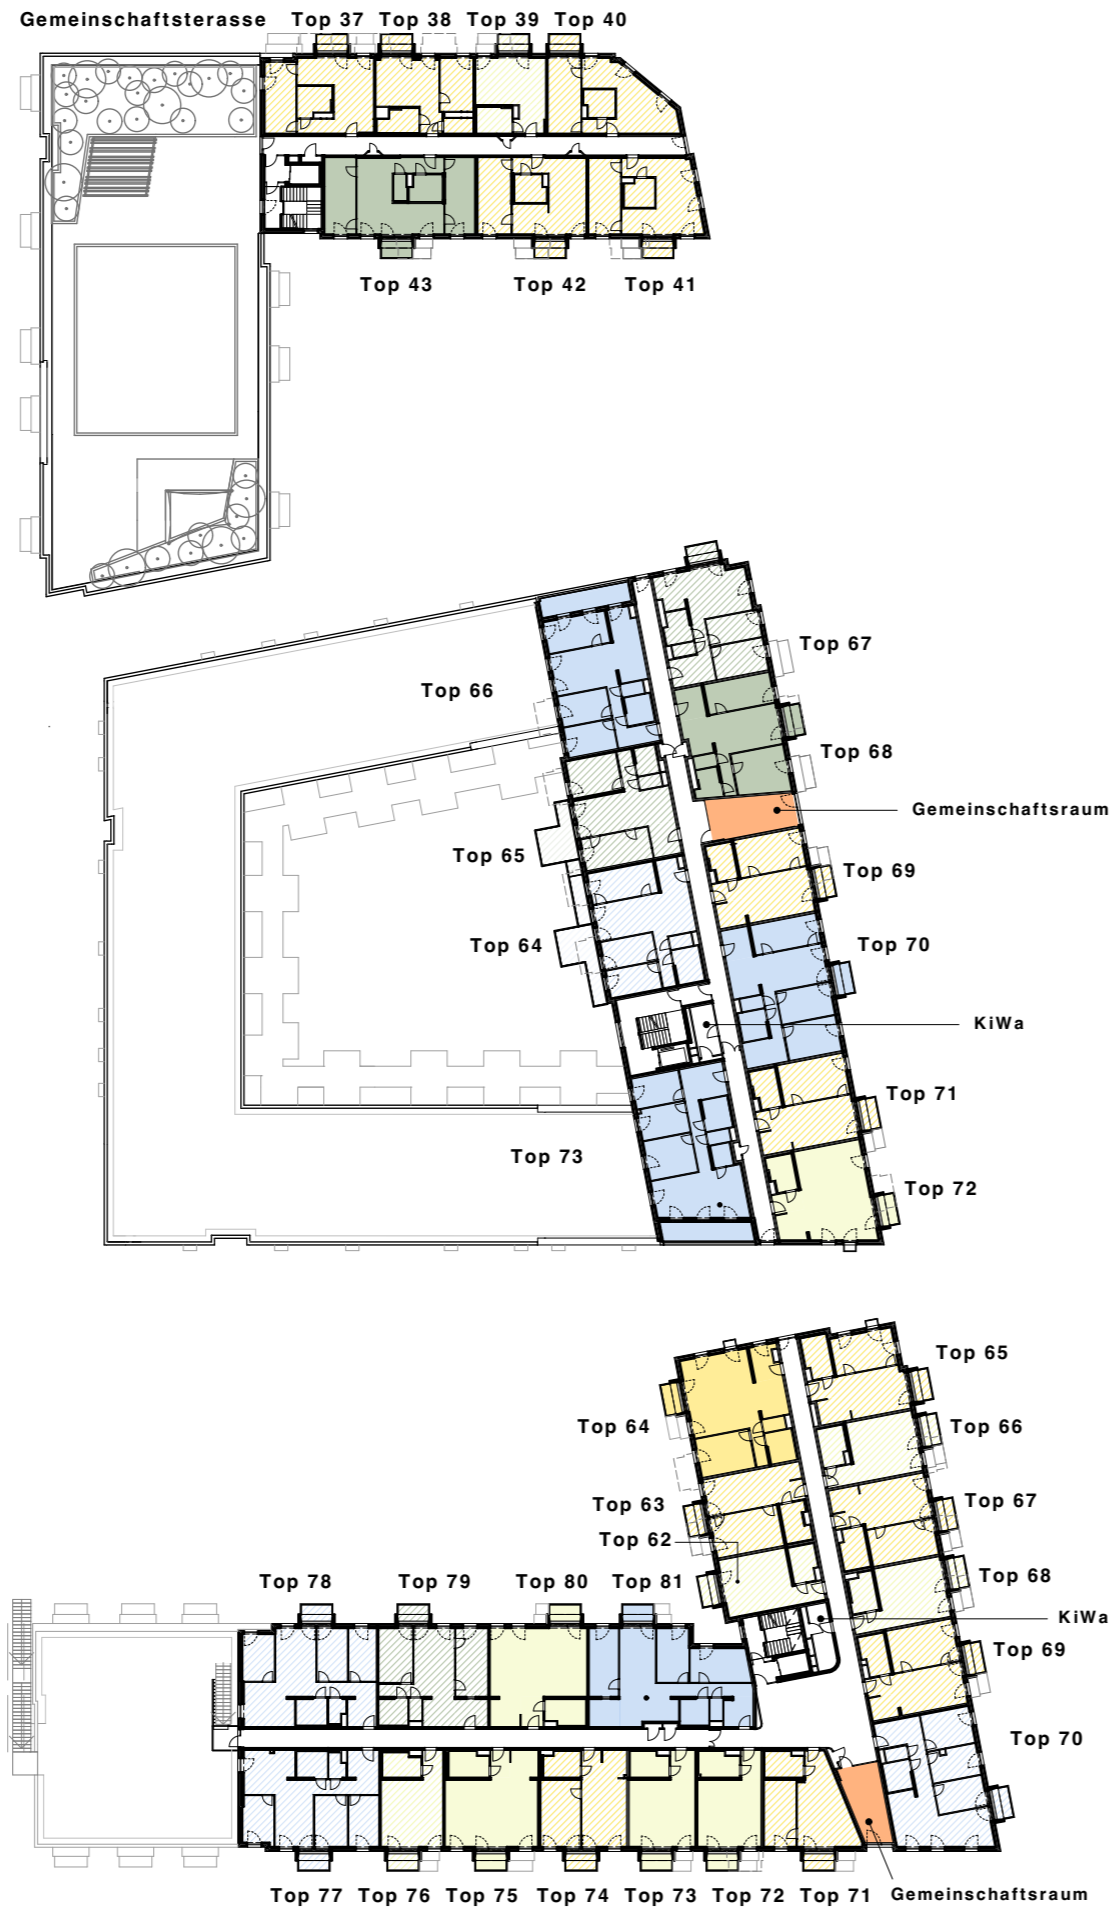 Gemeinschaftsterasse Top 37 Top 38 Top 39 Top 40
Top 43 Top 42 Top 41
Top 67
Top 66
Top 68
Gemeinschaftsraum
Top 65
Top 69
Top 64
Top 70
KiWa
Top 71
Top 73
Top 72
Top 65
Top 64
Top 66
Top 63
Top 67
Top 62
Top 68
Top 78 Top 79 Top 80 Top 81
KiWa
Top 69
Top 70
Top 77 Top 76 Top 75 Top 74 Top 73 Top 72 Top 71 Gemeinschaftsraum